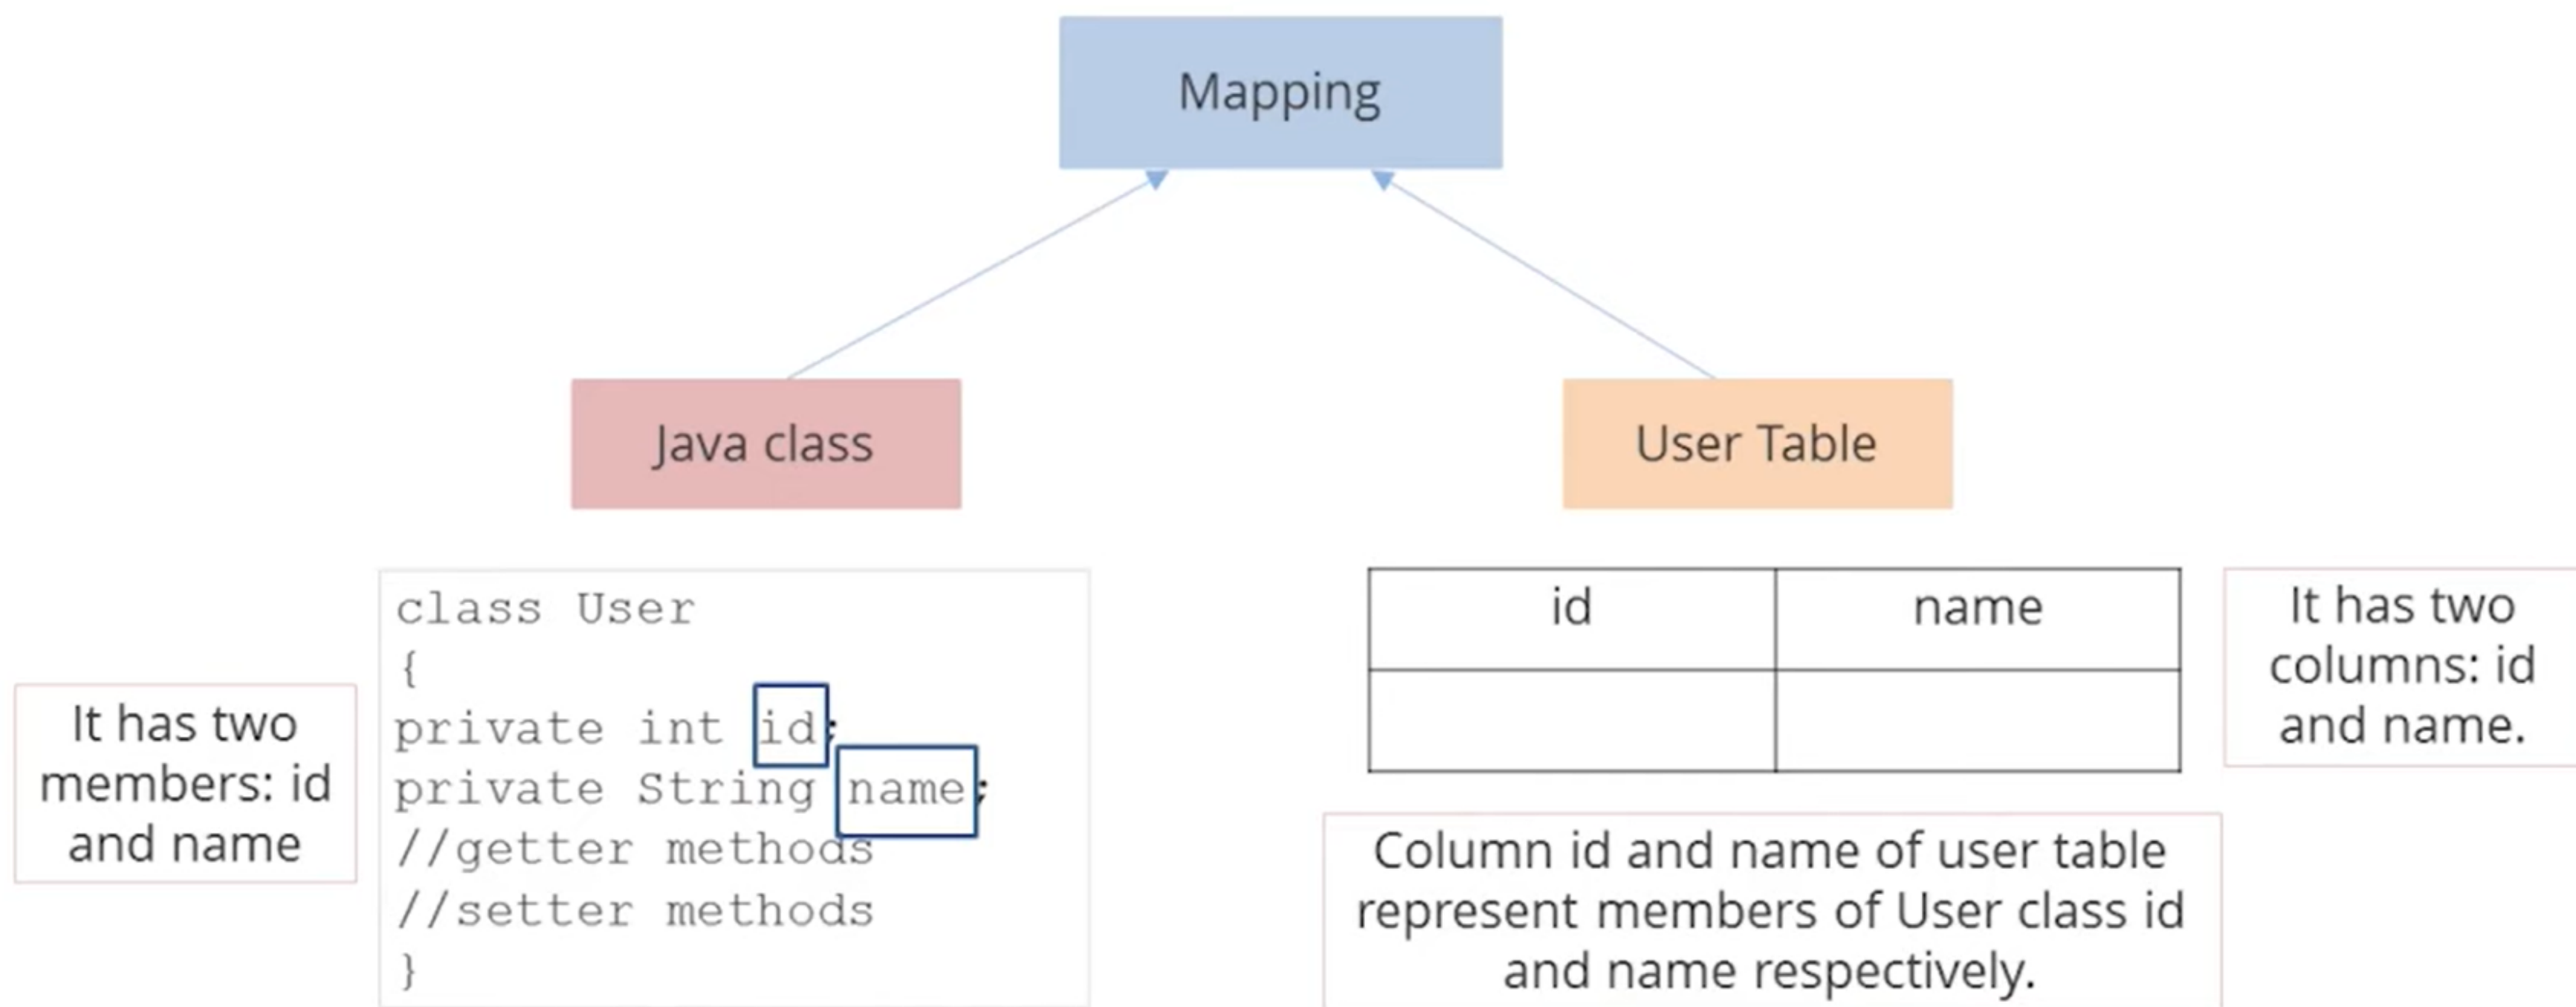 Mapping
Java class
User Table
class User
{
private int id;
private String name;
//getter methods
//setter methods
}
It has two
members: id
and name
id name
It has two
columns: id
and name.
Column id and name of user table
represent members of User class id
and name respectively.